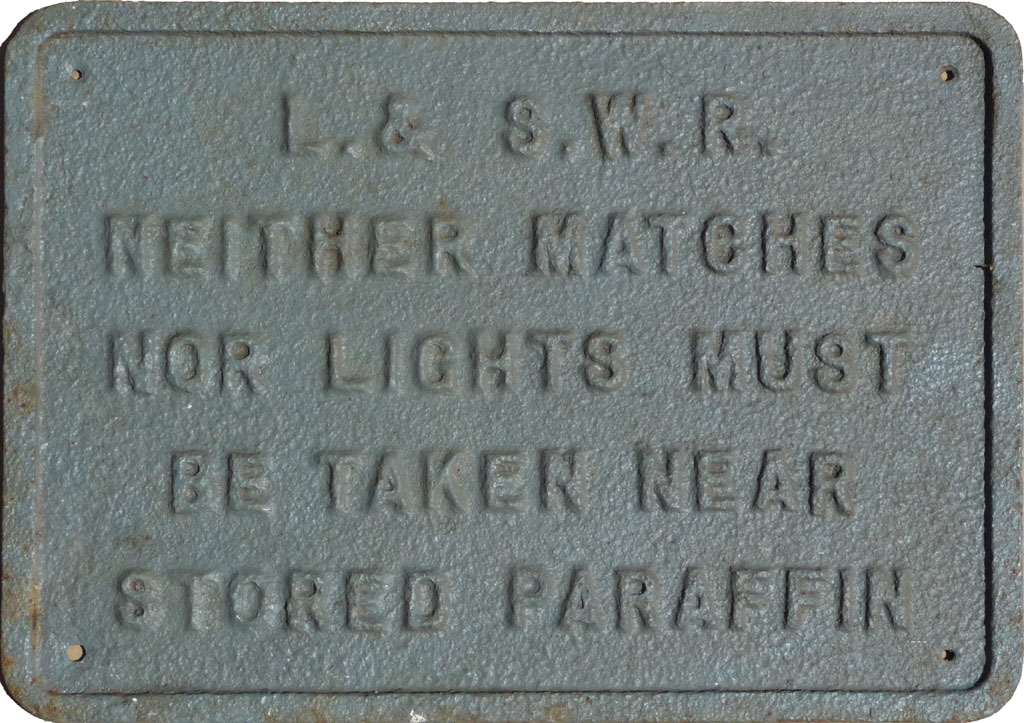 L. & S. W. R.
NEITHER MATCHES
NOR LIGHTS MUST
BE TAKEN NEAR
STORED PARAFFIN